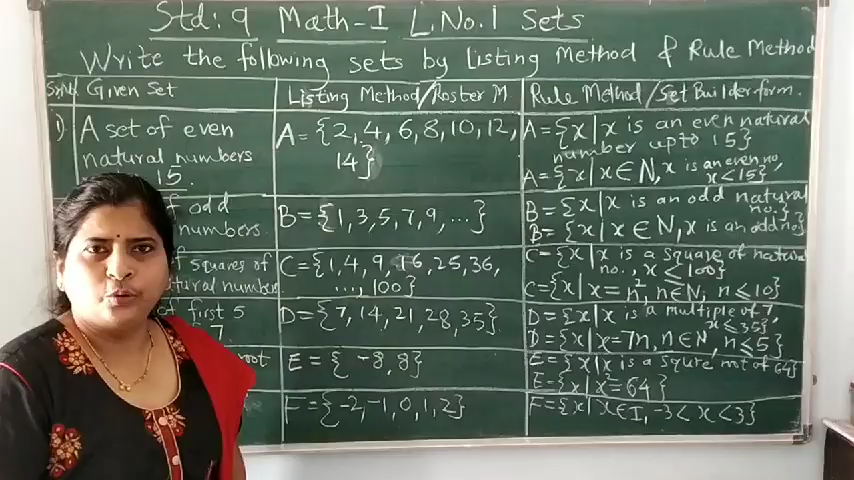 Std: 9 Math-I L.No.1 Sets
Write the following sets by Listing Method & Rule Method
Given Set
Listing Method/Roster M
Rule Method/Set Builder form.
1) A set of even
natural numbers
15.
A={2,4,6,8,10,12,
14}
A={x|x is an even natural
number upto 15}
A={x|x∈N,x is an even no,
x<15}
of odd
numbers.
B={1,3,5,7,9,...}
B={x|x is an odd natural
no.}
B={x|x∈N,x is an odd no}
of squares of
natural number
C={1,4,9,16,25,36,
...,100}
C={x|x is a square of natural
no., x≤100}
C={x|x=n²,n∈N, n≤10}
of first 5
7.
D={7,14,21,28,35}
D={x|x is a multiple of 7,
x≤35}
D={x|x=7n,n∈N,n≤5}
root
E={-8,8}
E={x|x is a squre root of 64}
E={x|x²=64}
F={-2,-1,0,1,2}
F={x|x∈I,-3<x<3}